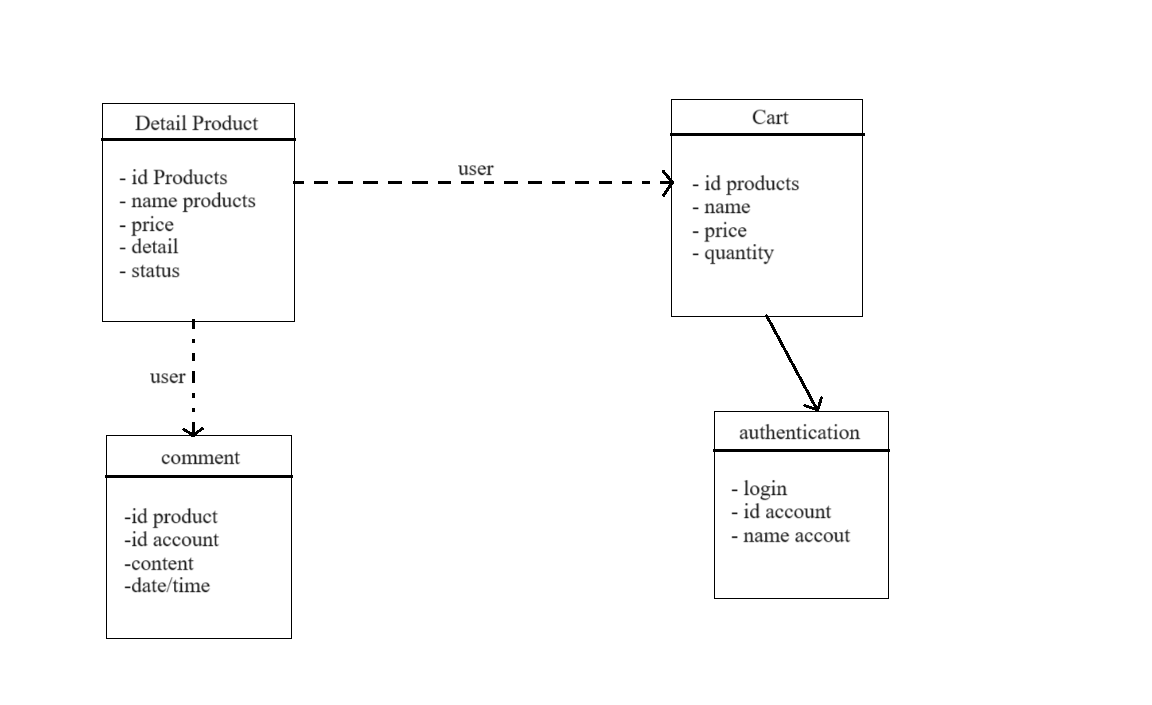 Detail Product
- id Products
- name products
- price
- detail
- status
user
Cart
- id products
- name
- price
- quantity
user
comment
-id product
-id account
-content
-date/time
authentication
- login
- id account
- name accout